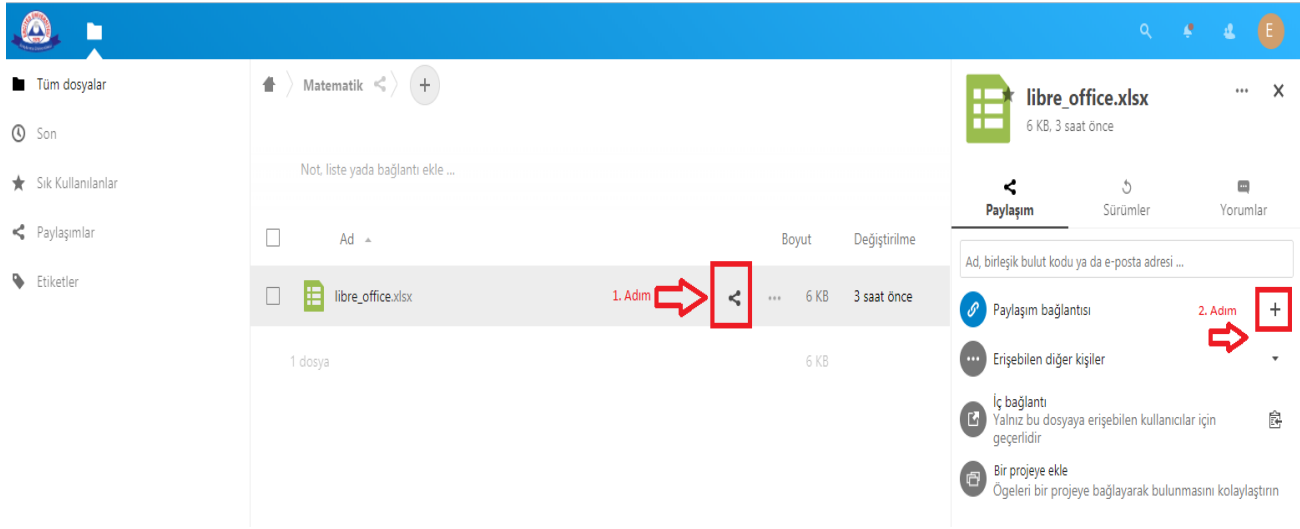 E
Tüm dosyalar
Son
Sık Kullanılanlar
Paylaşımlar
Etiketler
Matematik
Not, liste yada bağlantı ekle ...
Ad
Boyut
Değiştirilme
libre_office.xlsx
1. Adım
6 KB
3 saat önce
1 dosya
6 KB
libre_office.xlsx
6 KB, 3 saat önce
Paylaşım
Sürümler
Yorumlar
Ad, birleşik bulut kodu ya da e-posta adresi ...
Paylaşım bağlantısı
2. Adım
Erişebilen diğer kişiler
İç bağlantı
Yalnız bu dosyaya erişebilen kullanıcılar için
geçerlidir
Bir projeye ekle
Ögeleri bir projeye bağlayarak bulunmasını kolaylaştırın